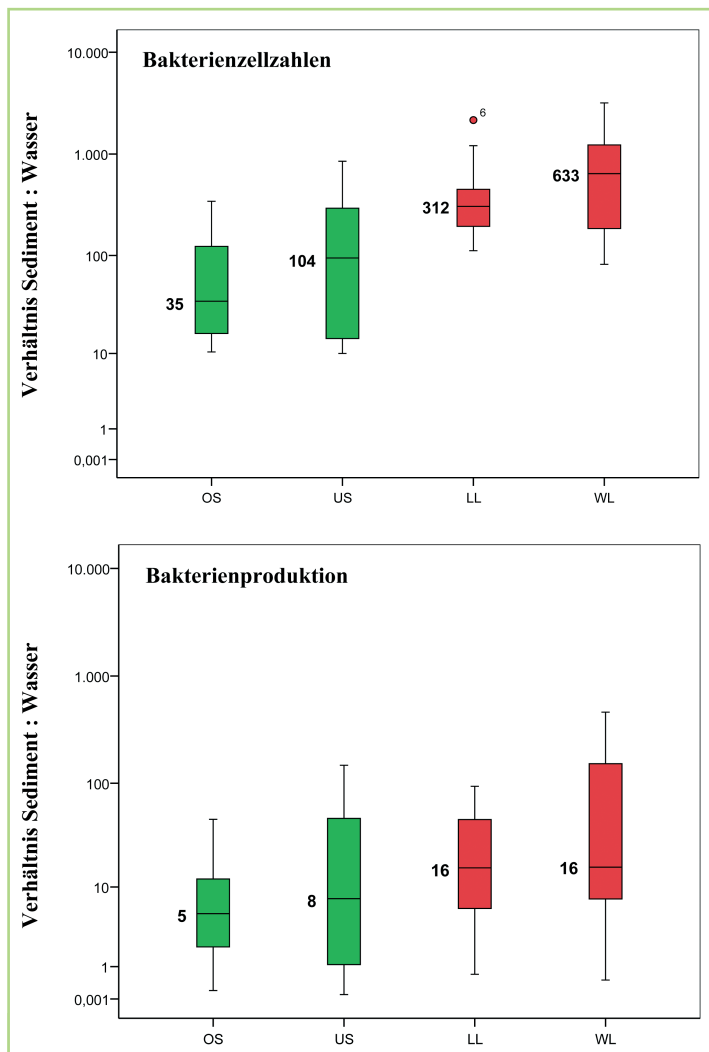 Bakterienzellzahlen
Verhältnis Sediment : Wasser
10.000
1.000
100
10
1
0,001
35
104
312
6
633
OS
US
LL
WL
Bakterienproduktion
Verhältnis Sediment : Wasser
10.000
1.000
100
10
1
0,001
5
8
16
16
OS
US
LL
WL